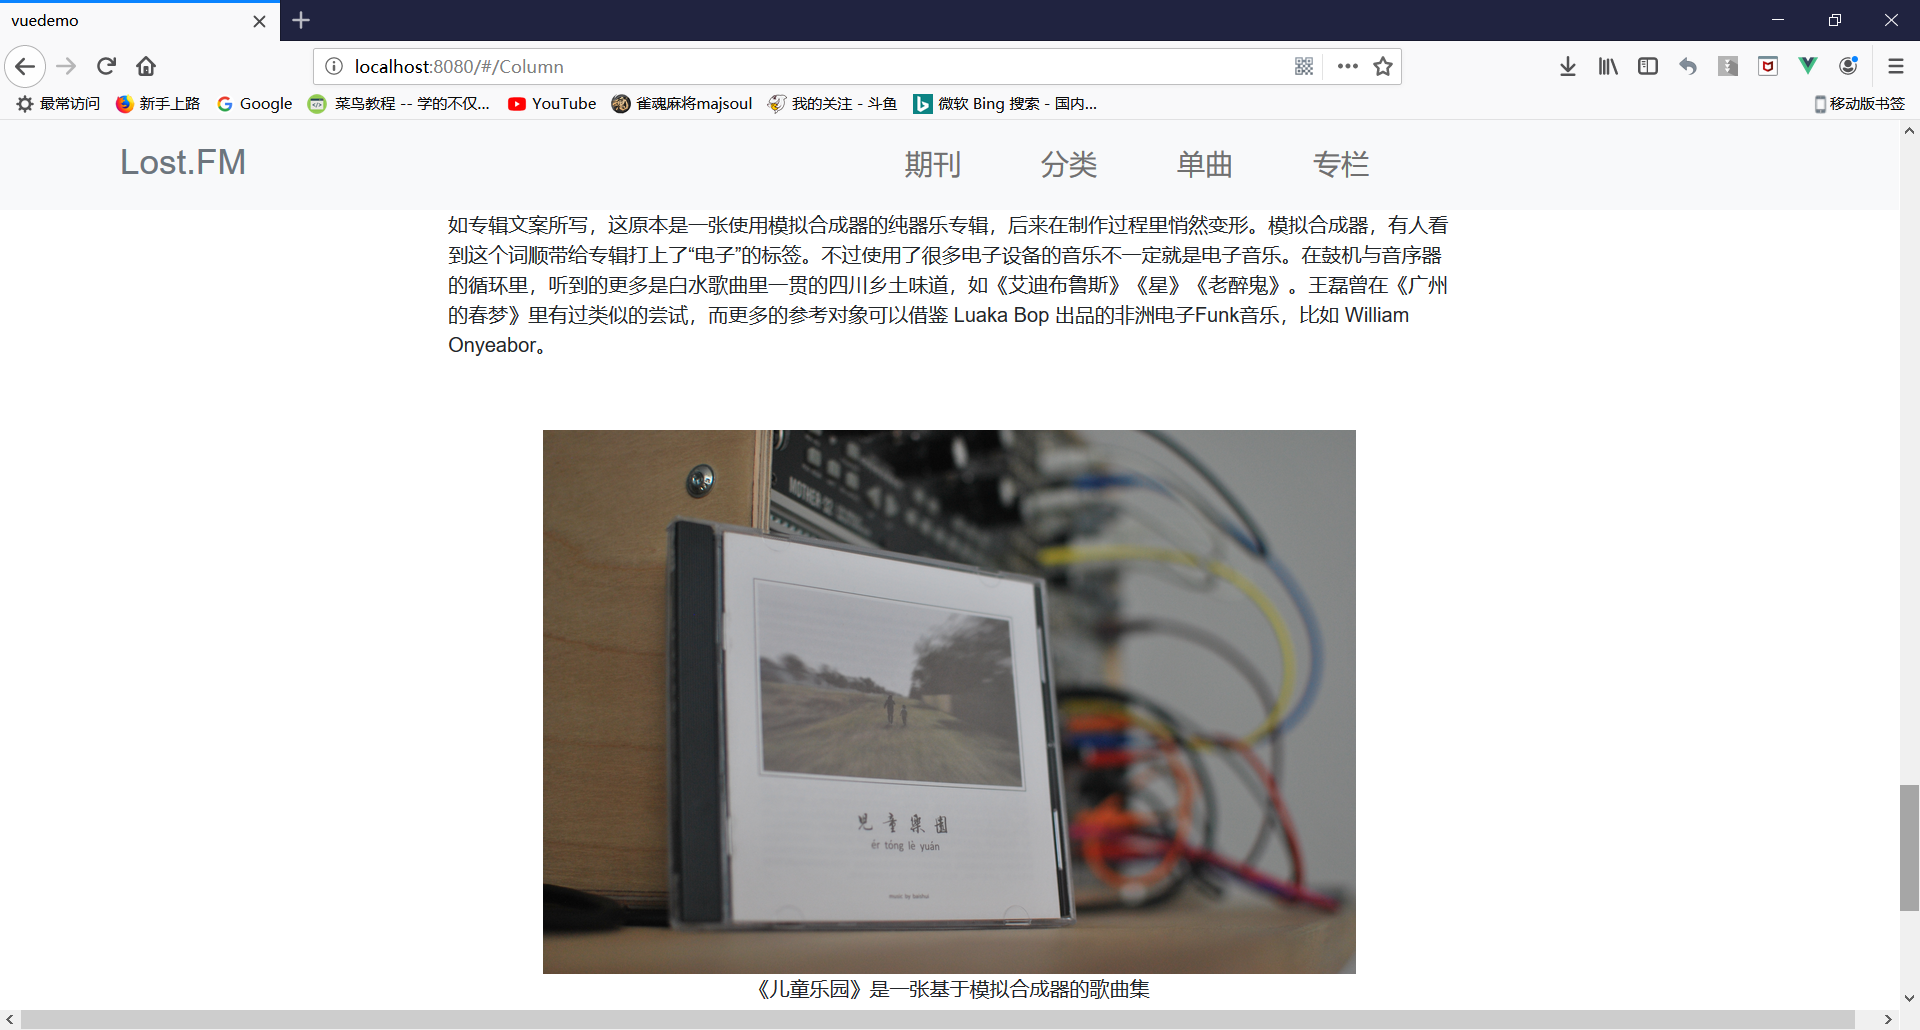 vuedemo
localhost:8080/#/Column
最常访问 新手上路 Google 菜鸟教程 -- 学的不仅... YouTube 雀魂麻将majsoul 我的关注 - 斗鱼 微软 Bing 搜索 - 国内... 移动版书签
Lost.FM 期刊 分类 单曲 专栏
如专辑文案所写，这原本是一张使用模拟合成器的纯器乐专辑，后来在制作过程里悄然变形。模拟合成器，有人看
到这个词顺带给专辑打上了“电子”的标签。不过使用了很多电子设备的音乐不一定就是电子音乐。在鼓机与音序器
的循环里，听到的更多是白水歌曲里一贯的四川乡土味道，如《艾迪布鲁斯》《星》《老醉鬼》。王磊曾在《广州
的春梦》里有过类似的尝试，而更多的参考对象可以借鉴 Luaka Bop 出品的非洲电子Funk音乐，比如 William
Onyeabor。
MOTHER 32
兒童樂園
ér tóng lè yuán
music by baishui
《儿童乐园》是一张基于模拟合成器的歌曲集